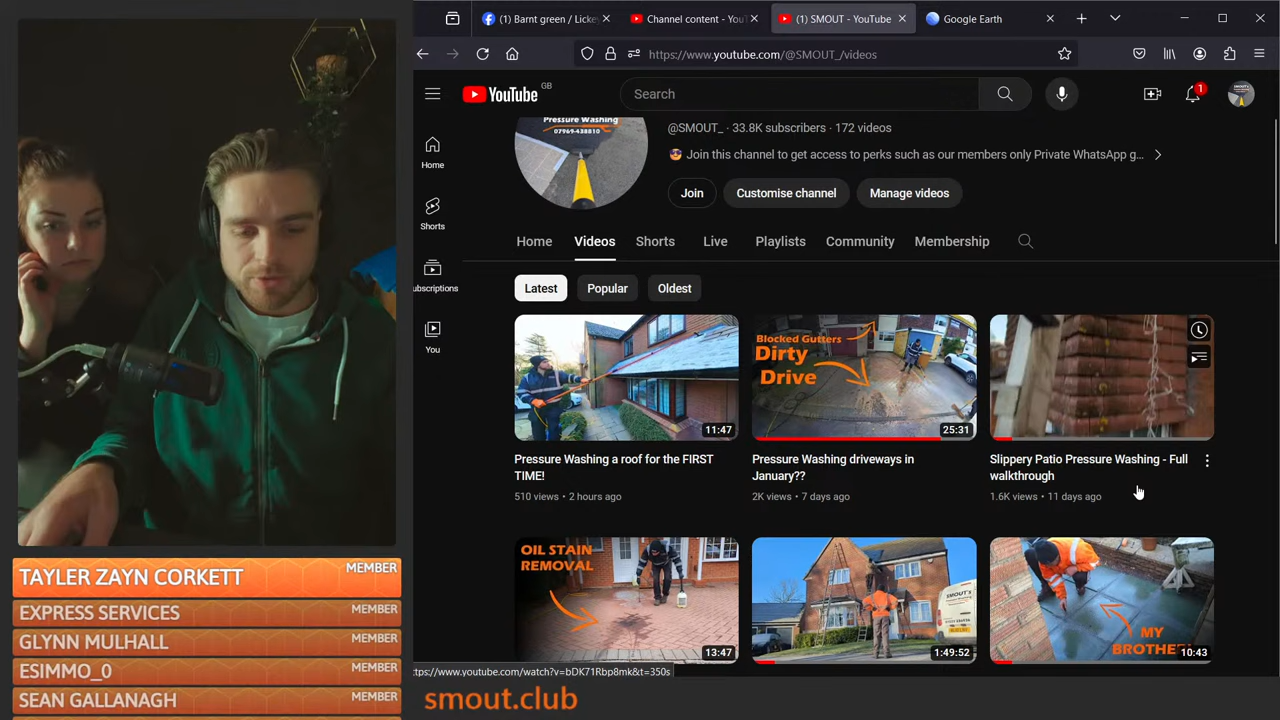 (1) Barnt green / Lickey
Channel content - YouT
(1) SMOUT - YouTube
Google Earth
https://www.youtube.com/@SMOUT_/videos
YouTube GB
Search
1
Pressure Washing
07969-438810
@SMOUT_ · 33.8K subscribers · 172 videos
Join this channel to get access to perks such as our members only Private WhatsApp g...
Join
Customise channel
Manage videos
Home
Shorts
ubscriptions
You
Home
Videos
Shorts
Live
Playlists
Community
Membership
Latest
Popular
Oldest
11:47
Pressure Washing a roof for the FIRST
TIME!
510 views • 2 hours ago
Blocked Gutters
Dirty
Drive
25:31
Pressure Washing driveways in
January??
2K views • 7 days ago
Slippery Patio Pressure Washing - Full
walkthrough
1.6K views • 11 days ago
OIL STAIN
REMOVAL
13:47
1:49:52
MY
BROTHER
10:43
ttps://www.youtube.com/watch?v=bDK71Rbp8mk&t=350s
TAYLER ZAYN CORKETT MEMBER
EXPRESS SERVICES MEMBER
GLYNN MULHALL MEMBER
ESIMMO_0 MEMBER
SEAN GALLANAGH MEMBER
smout.club